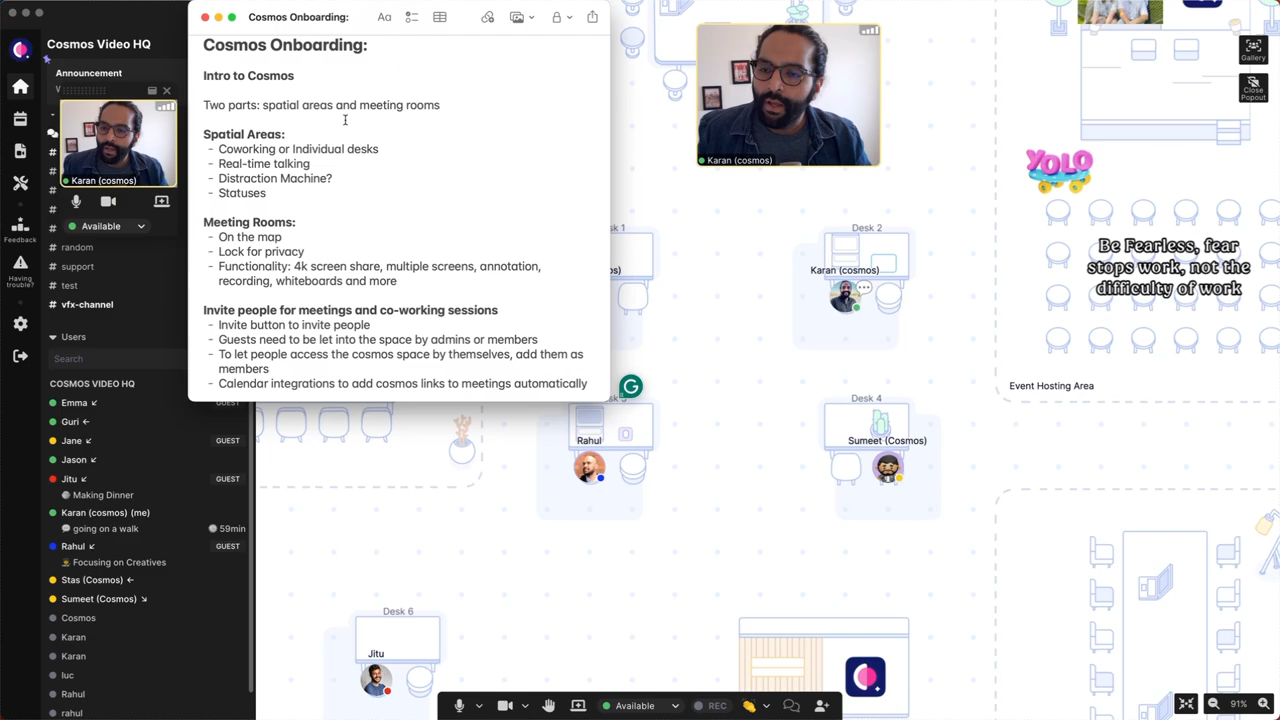 Cosmos Video HQ
Announcement
Karan (cosmos)
Available
# random
# support
# test
# vfx-channel
Feedback
Having trouble?
Users
Search
COSMOS VIDEO HQ
Emma
GUEST
Guri
Jane
GUEST
Jason
Jitu
GUEST
Making Dinner
Karan (cosmos) (me)
going on a walk
59min
Rahul
GUEST
Focusing on Creatives
Stas (Cosmos)
Sumeet (Cosmos)
Cosmos
Karan
Karan
luc
Rahul
rahul
Cosmos Onboarding:
Aa
Cosmos Onboarding:
Intro to Cosmos
Two parts: spatial areas and meeting rooms
Spatial Areas:
- Coworking or Individual desks
- Real-time talking
- Distraction Machine?
- Statuses
Meeting Rooms:
- On the map
- Lock for privacy
- Functionality: 4k screen share, multiple screens, annotation,
recording, whiteboards and more
Invite people for meetings and co-working sessions
- Invite button to invite people
- Guests need to be let into the space by admins or members
- To let people access the cosmos space by themselves, add them as
members
- Calendar integrations to add cosmos links to meetings automatically
Karan (cosmos)
Gallery
Close
Popout
YOLO
Be Fearless, fear
stops work, not the
difficulty of work
Event Hosting Area
Desk 2
Karan (cosmos)
Rahul
Desk 4
Sumeet (Cosmos)
Desk 6
Jitu
Available
REC
91%